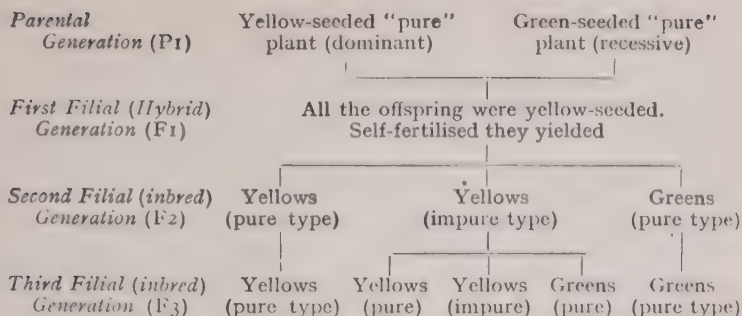 Parental Yellow-seeded “pure” Green-seeded “pure”
Generation (P1) plant (dominant) plant (recessive)
First Filial (Hybrid) All the offspring were yellow-seeded.
Generation (F1) Self-fertilised they yielded
Second Filial (inbred) Yellows Yellows Greens
Generation (F2) (pure type) (impure type) (pure type)
Third Filial (inbred) Yellows Yellows Yellows Greens Greens
Generation (F3) (pure type) (pure) (impure) (pure) (pure type)